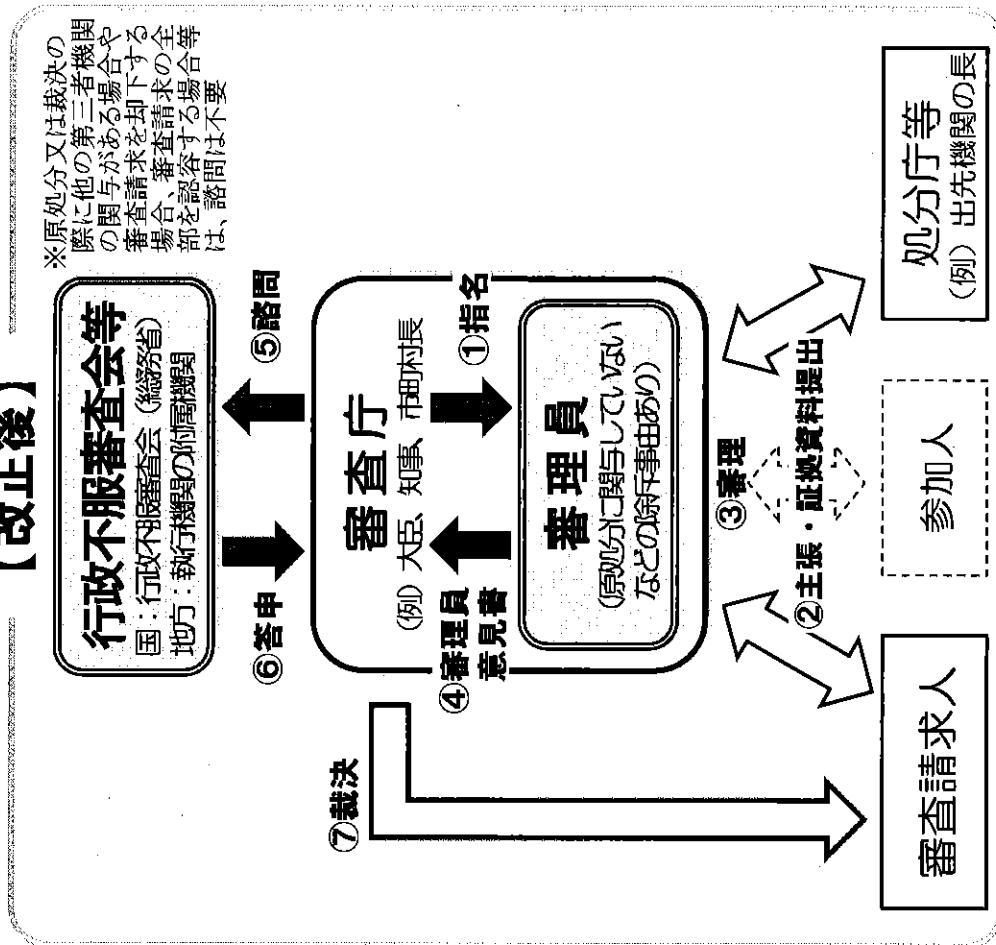 【改正後】
行政不服審査会等
国：行政不服審査会（総務省）
地方：執行機関の附属機関
※原処分又は裁決の
際に他の第三者機関
の関与がある場合や
審査請求を却下する
場合、審査請求の全
部を認容する場合等
は、諮問は不要
⑥答申
⑤諮問
審査庁
（例）大臣、知事、市町村長
④審理員
意見書
①指名
審理員
（原処分に関与していない
などの除斥事由あり）
⑦裁決
③審理
②主張・証拠資料提出
審査請求人
参加人
処分庁等
（例）出先機関の長